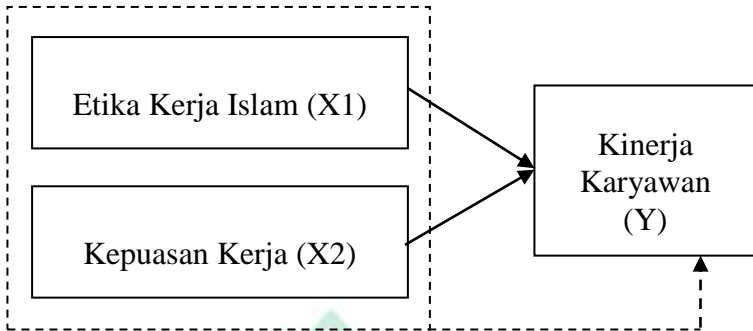 Etika Kerja Islam (X1)
Kepuasan Kerja (X2)
Kinerja
Karyawan
(Y)